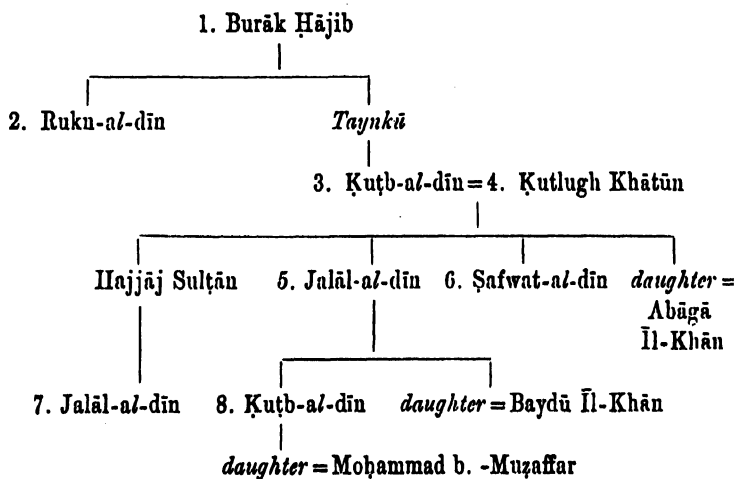 1. Burāk Ḥājib
2. Rukn-al-dīn Taynkū
3. Ḳuṭb-al-dīn = 4. Ḳutlugh Khātūn
Ḥajjāj Sulṭān 5. Jalāl-al-dīn 6. Ṣafwat-al-dīn daughter =
Abāgā
Īl-Khān
7. Jalāl-al-dīn 8. Ḳuṭb-al-dīn daughter = Baydū Īl-Khān
daughter = Moḥammad b. -Muẓaffar